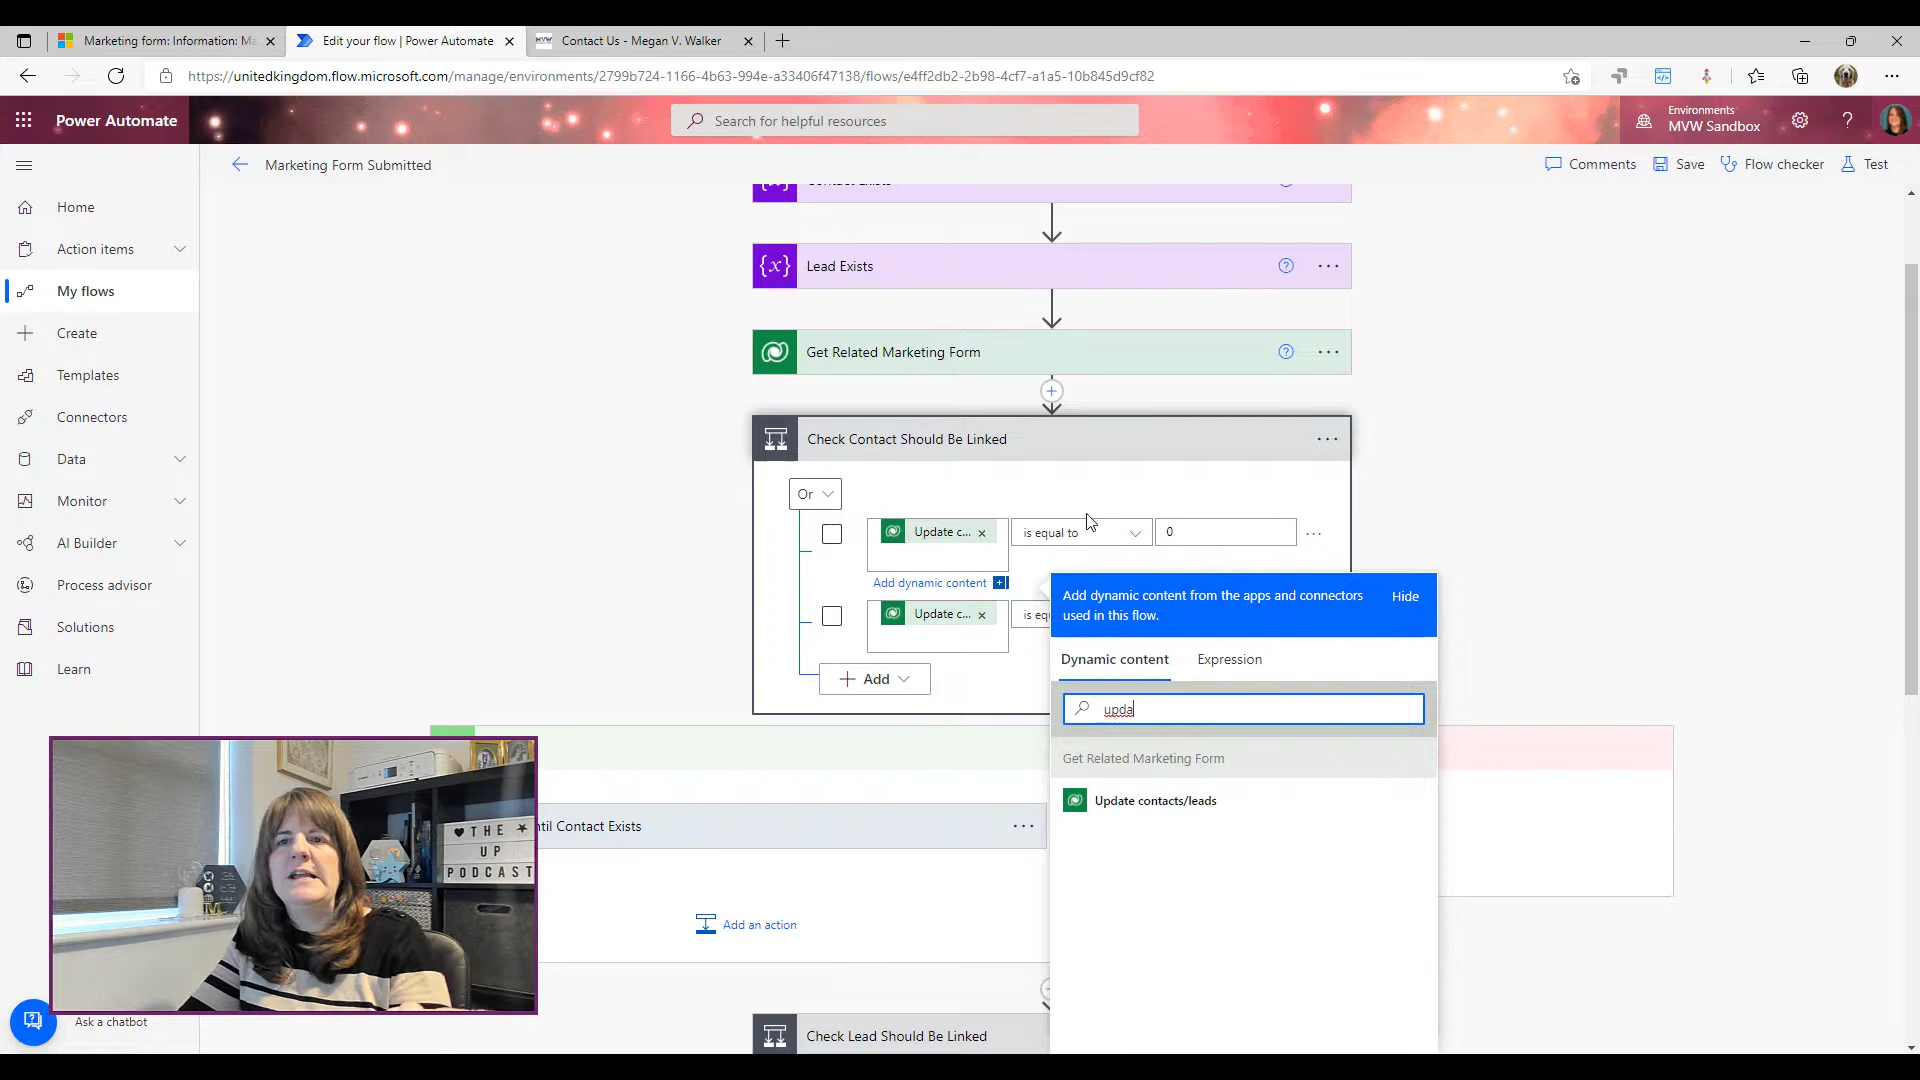 Marketing form: Information: Ma
Edit your flow | Power Automate
Contact Us - Megan V. Walker
https://unitedkingdom.flow.microsoft.com/manage/environments/2799b724-1166-4b63-994e-a33406f47138/flows/e4ff2db2-2b98-4cf7-a1a5-10b845d9cf82
Power Automate
Search for helpful resources
Environments
MVW Sandbox
Marketing Form Submitted
Comments
Save
Flow checker
Test
Home
Action items
My flows
Create
Templates
Connectors
Data
Monitor
AI Builder
Process advisor
Solutions
Learn
Ask a chatbot
Contact Exists
{x} Lead Exists
Get Related Marketing Form
Check Contact Should Be Linked
Or
Update c... × is equal to 0
Add dynamic content
Update c... × is equ
Add
Add dynamic content from the apps and connectors
used in this flow.
Hide
Dynamic content
Expression
upda
Get Related Marketing Form
Update contacts/leads
ntil Contact Exists
Add an action
Check Lead Should Be Linked
THE
UP
PODCAST